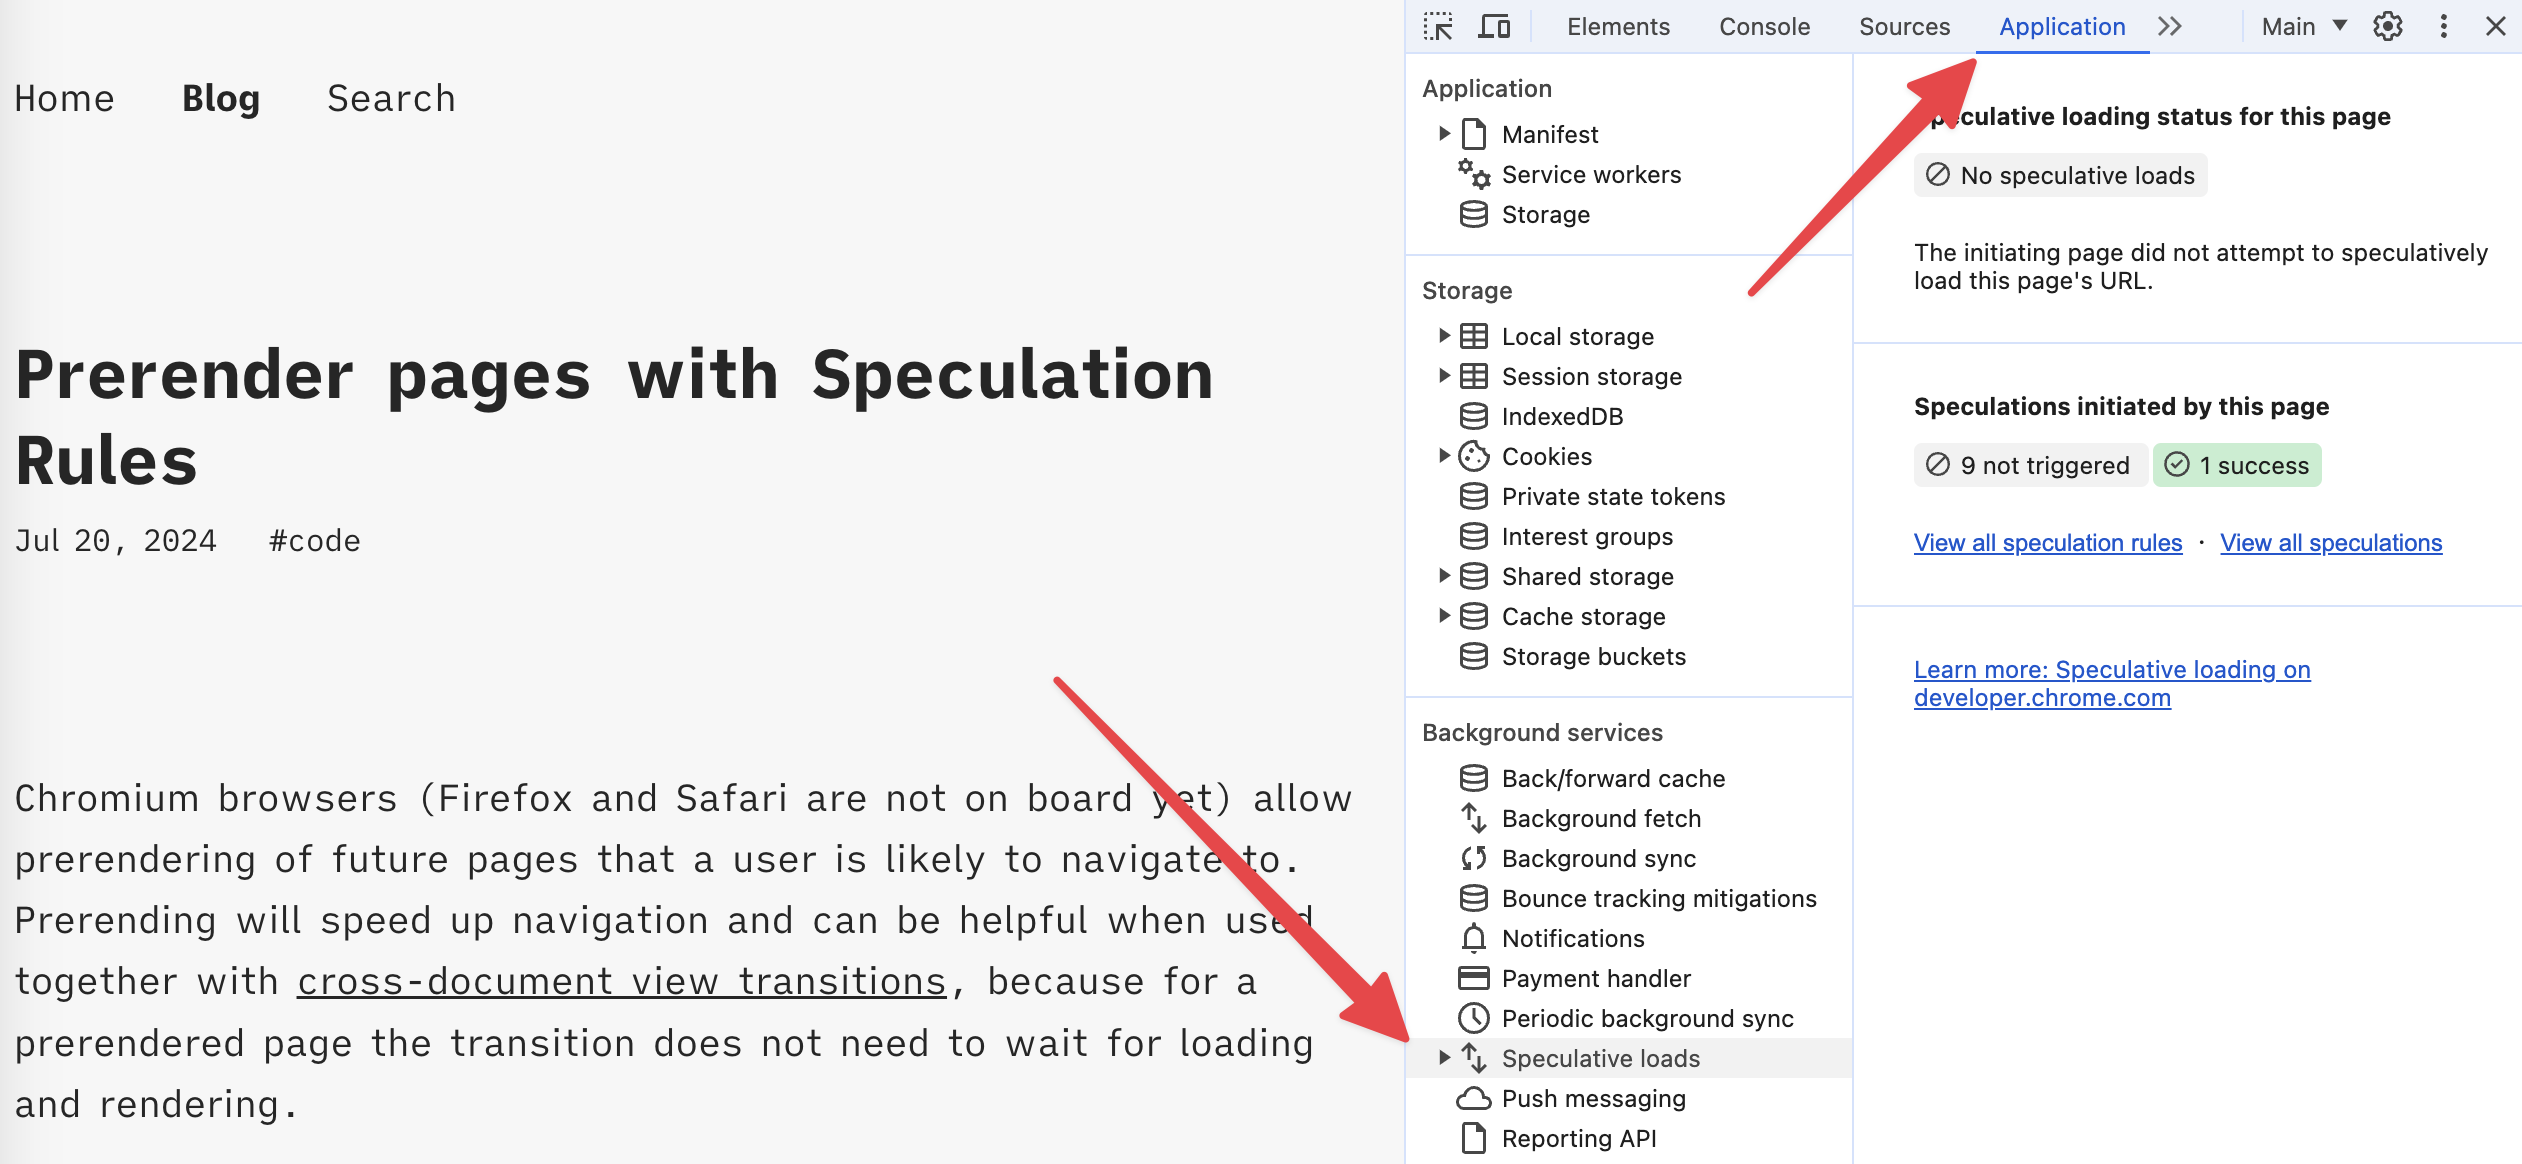 Home Blog Search
Prerender pages with Speculation
Rules
Jul 20, 2024 #code
Chromium browsers (Firefox and Safari are not on board yet) allow
prerendering of future pages that a user is likely to navigate to.
Prerending will speed up navigation and can be helpful when used
together with cross-document view transitions, because for a
prerendered page the transition does not need to wait for loading
and rendering.
Elements Console Sources Application Main
Application
Manifest
Service workers
Storage
Storage
Local storage
Session storage
IndexedDB
Cookies
Private state tokens
Interest groups
Shared storage
Cache storage
Storage buckets
Background services
Back/forward cache
Background fetch
Background sync
Bounce tracking mitigations
Notifications
Payment handler
Periodic background sync
Speculative loads
Push messaging
Reporting API
Speculative loading status for this page
No speculative loads
The initiating page did not attempt to speculatively
load this page's URL.
Speculations initiated by this page
9 not triggered 1 success
View all speculation rules · View all speculations
Learn more: Speculative loading on
developer.chrome.com